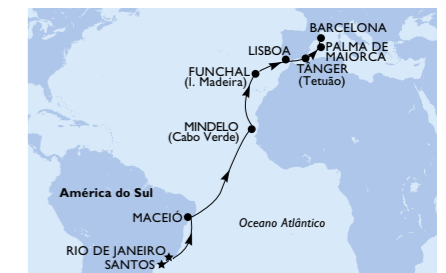 BARCELONA
LISBOA
PALMA DE
MAIORCA
FUNCHAL
(I. Madeira)
TÂNGER
(Tetuão)
MINDELO
(Cabo Verde)
América do Sul
MACEIÓ
Oceano Atlântico
RIO DE JANEIRO
SANTOS